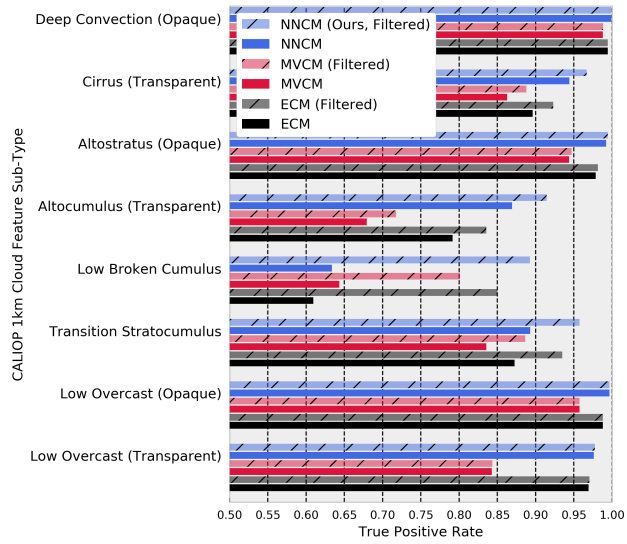 Deep Convection (Opaque)
NNCM (Ours, Filtered)
NNCM
MVCM (Filtered)
MVCM
ECM (Filtered)
ECM
Cirrus (Transparent)
Altostratus (Opaque)
Altocumulus (Transparent)
Low Broken Cumulus
Transition Stratocumulus
Low Overcast (Opaque)
Low Overcast (Transparent)
CALIOP 1km Cloud Feature Sub-Type
0.50 0.55 0.60 0.65 0.70 0.75 0.80 0.85 0.90 0.95 1.00
True Positive Rate